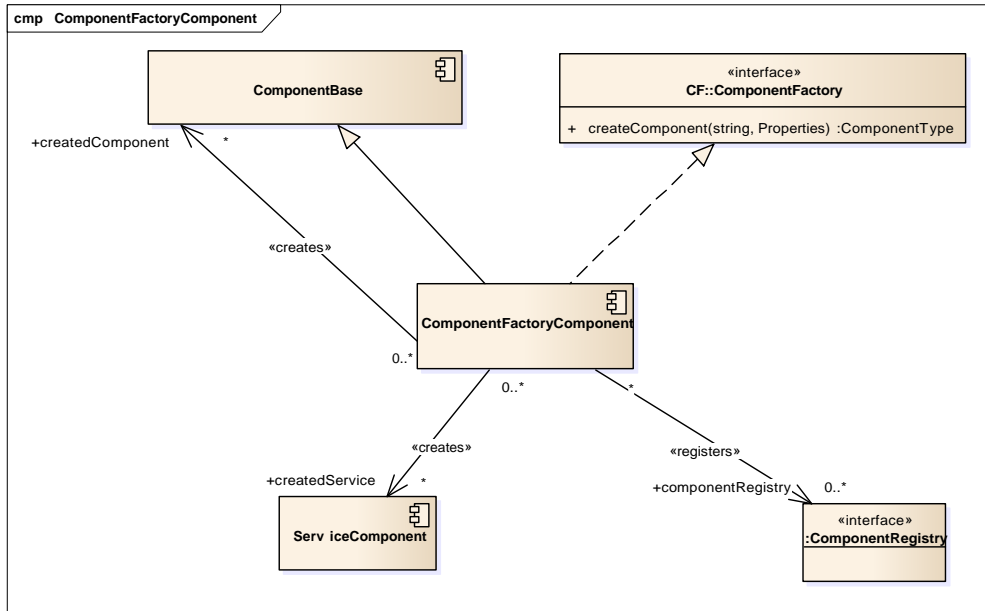 cmp ComponentFactoryComponent
ComponentBase
«interface»
CF::ComponentFactory
+ createComponent(string, Properties) :ComponentType
+createdComponent
*
«creates»
ComponentFactoryComponent
0..*
0..*
*
«creates»
«registers»
+createdService
*
+componentRegistry
0..*
Serv iceComponent
«interface»
:ComponentRegistry